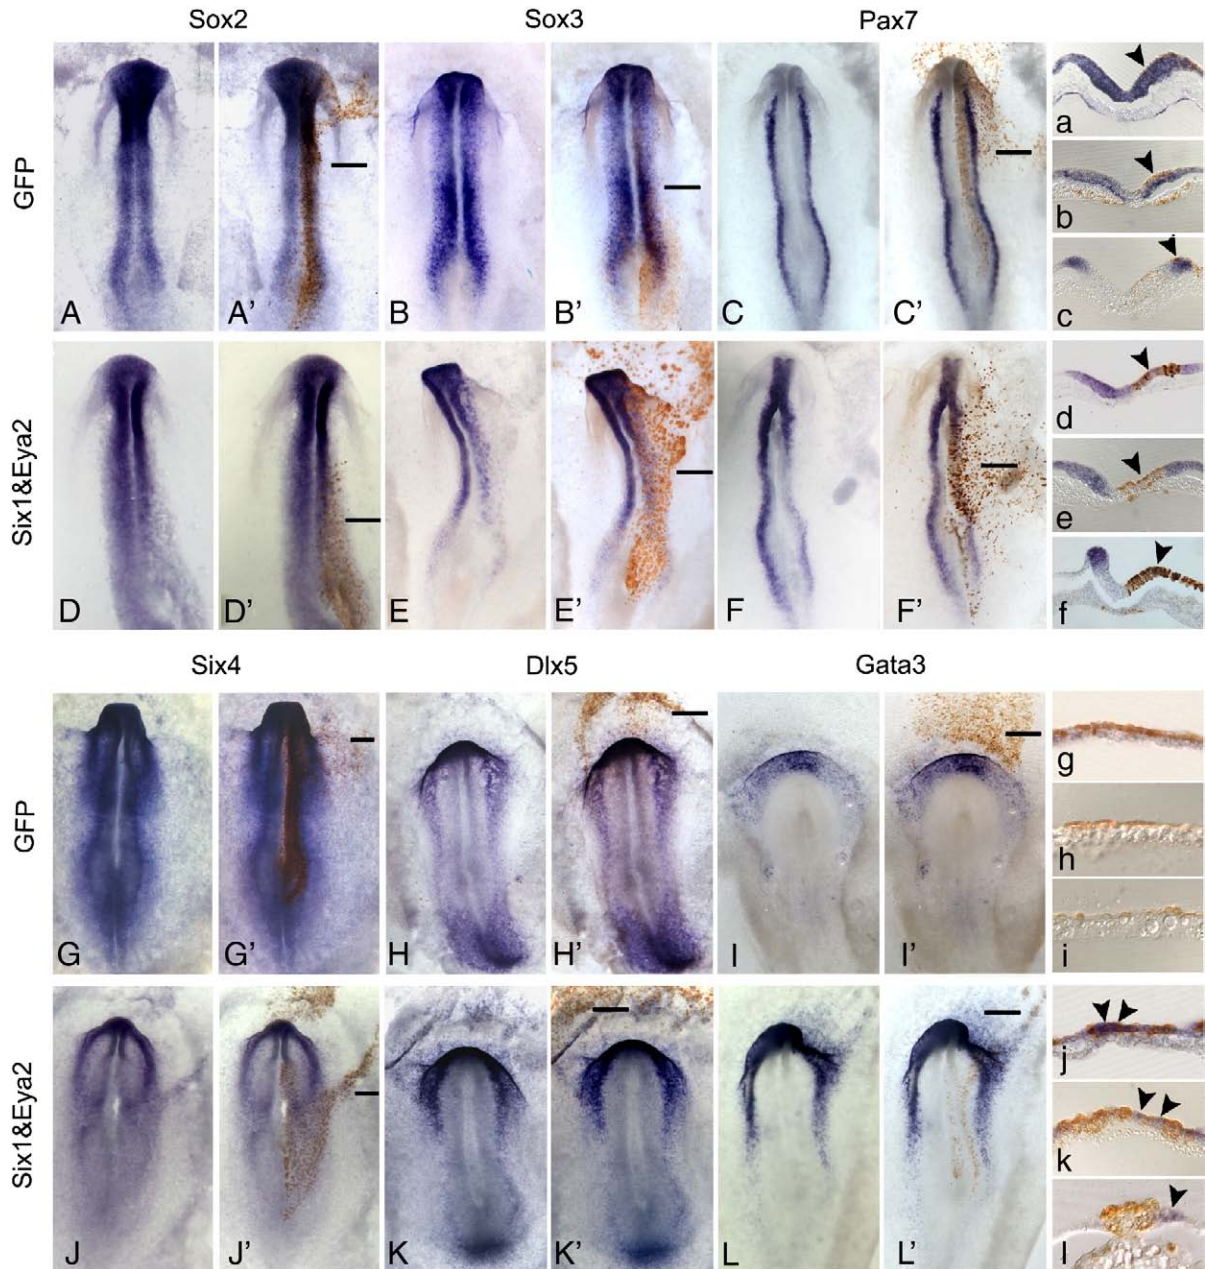 Sox2 Sox3 Pax7
GFP
A A’ B B’ C C’
a
b
c
Six1&Eya2
D D’ E E’ F F’
d
e
f
Six4 Dlx5 Gata3
GFP
G G’ H H’ I I’
g
h
i
Six1&Eya2
J J’ K K’ L L’
j
k
l